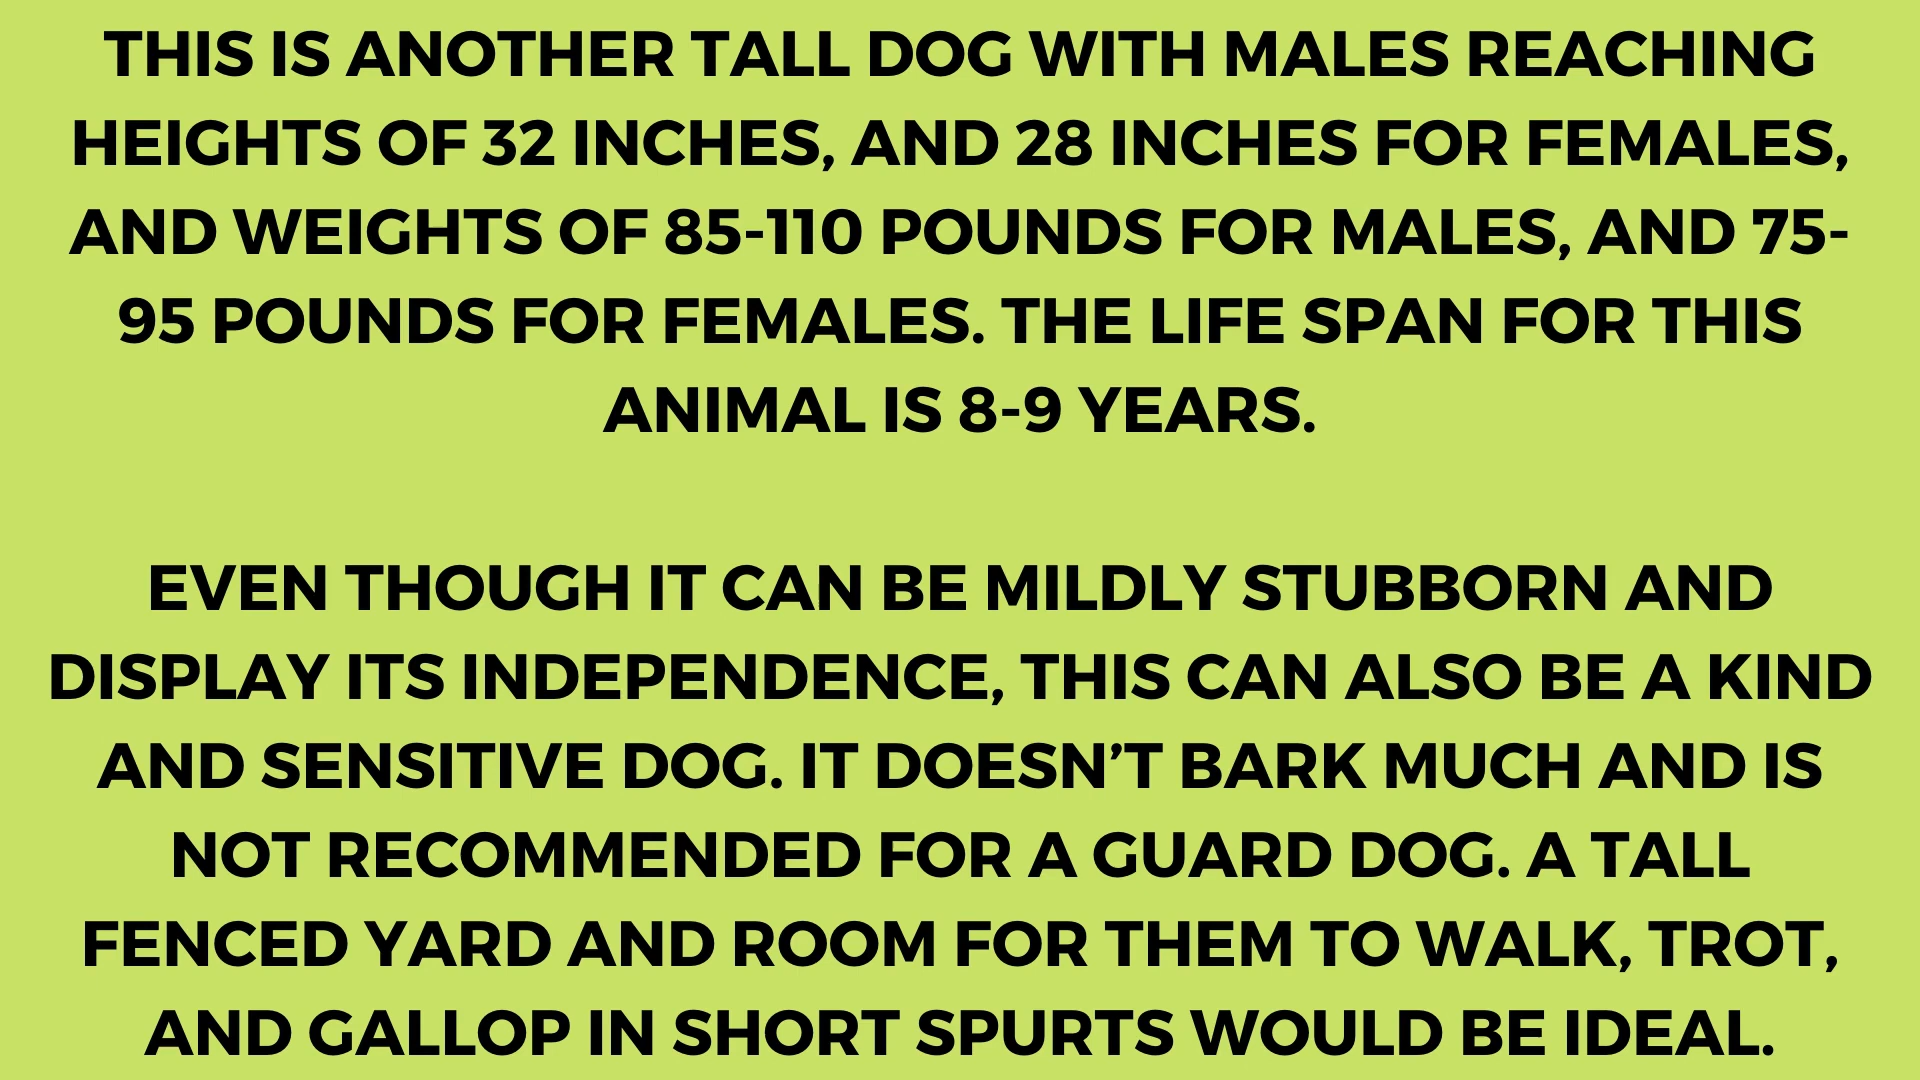 THIS IS ANOTHER TALL DOG WITH MALES REACHING
HEIGHTS OF 32 INCHES, AND 28 INCHES FOR FEMALES,
AND WEIGHTS OF 85-110 POUNDS FOR MALES, AND 75-
95 POUNDS FOR FEMALES. THE LIFE SPAN FOR THIS
ANIMAL IS 8-9 YEARS.
EVEN THOUGH IT CAN BE MILDLY STUBBORN AND
DISPLAY ITS INDEPENDENCE, THIS CAN ALSO BE A KIND
AND SENSITIVE DOG. IT DOESN’T BARK MUCH AND IS
NOT RECOMMENDED FOR A GUARD DOG. A TALL
FENCED YARD AND ROOM FOR THEM TO WALK, TROT,
AND GALLOP IN SHORT SPURTS WOULD BE IDEAL.